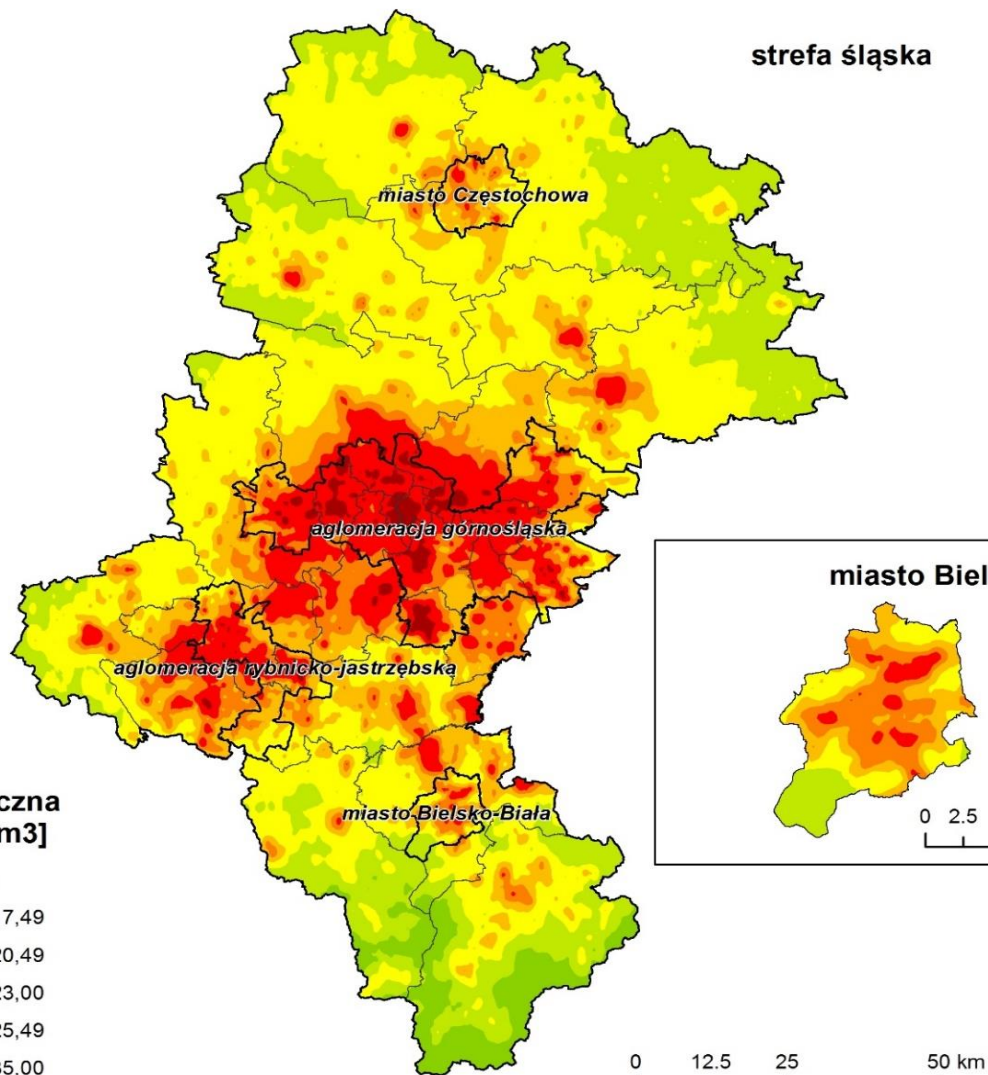 strefa śląska
miasto Częstochowa
aglomeracja górnośląska
miasto Biel
aglomeracja rybnicko-jastrzębska
0 2.5
czna
m3]
miasto Bielsko-Biała
7,49
20,49
23,00
25,49
35,00
0 12.5 25 50 km